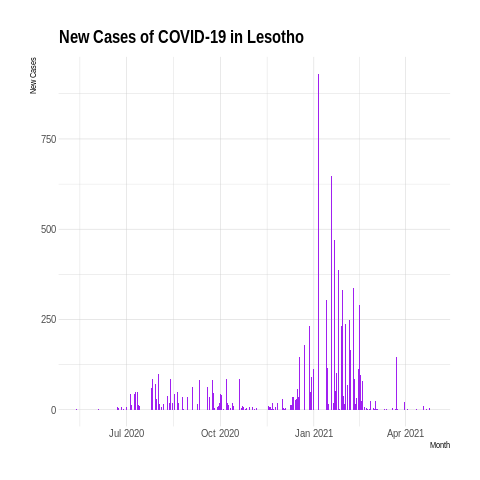 New Cases of COVID-19 in Lesotho
New Cases
750
500
250
0
Jul 2020
Oct 2020
Jan 2021
Apr 2021
Month